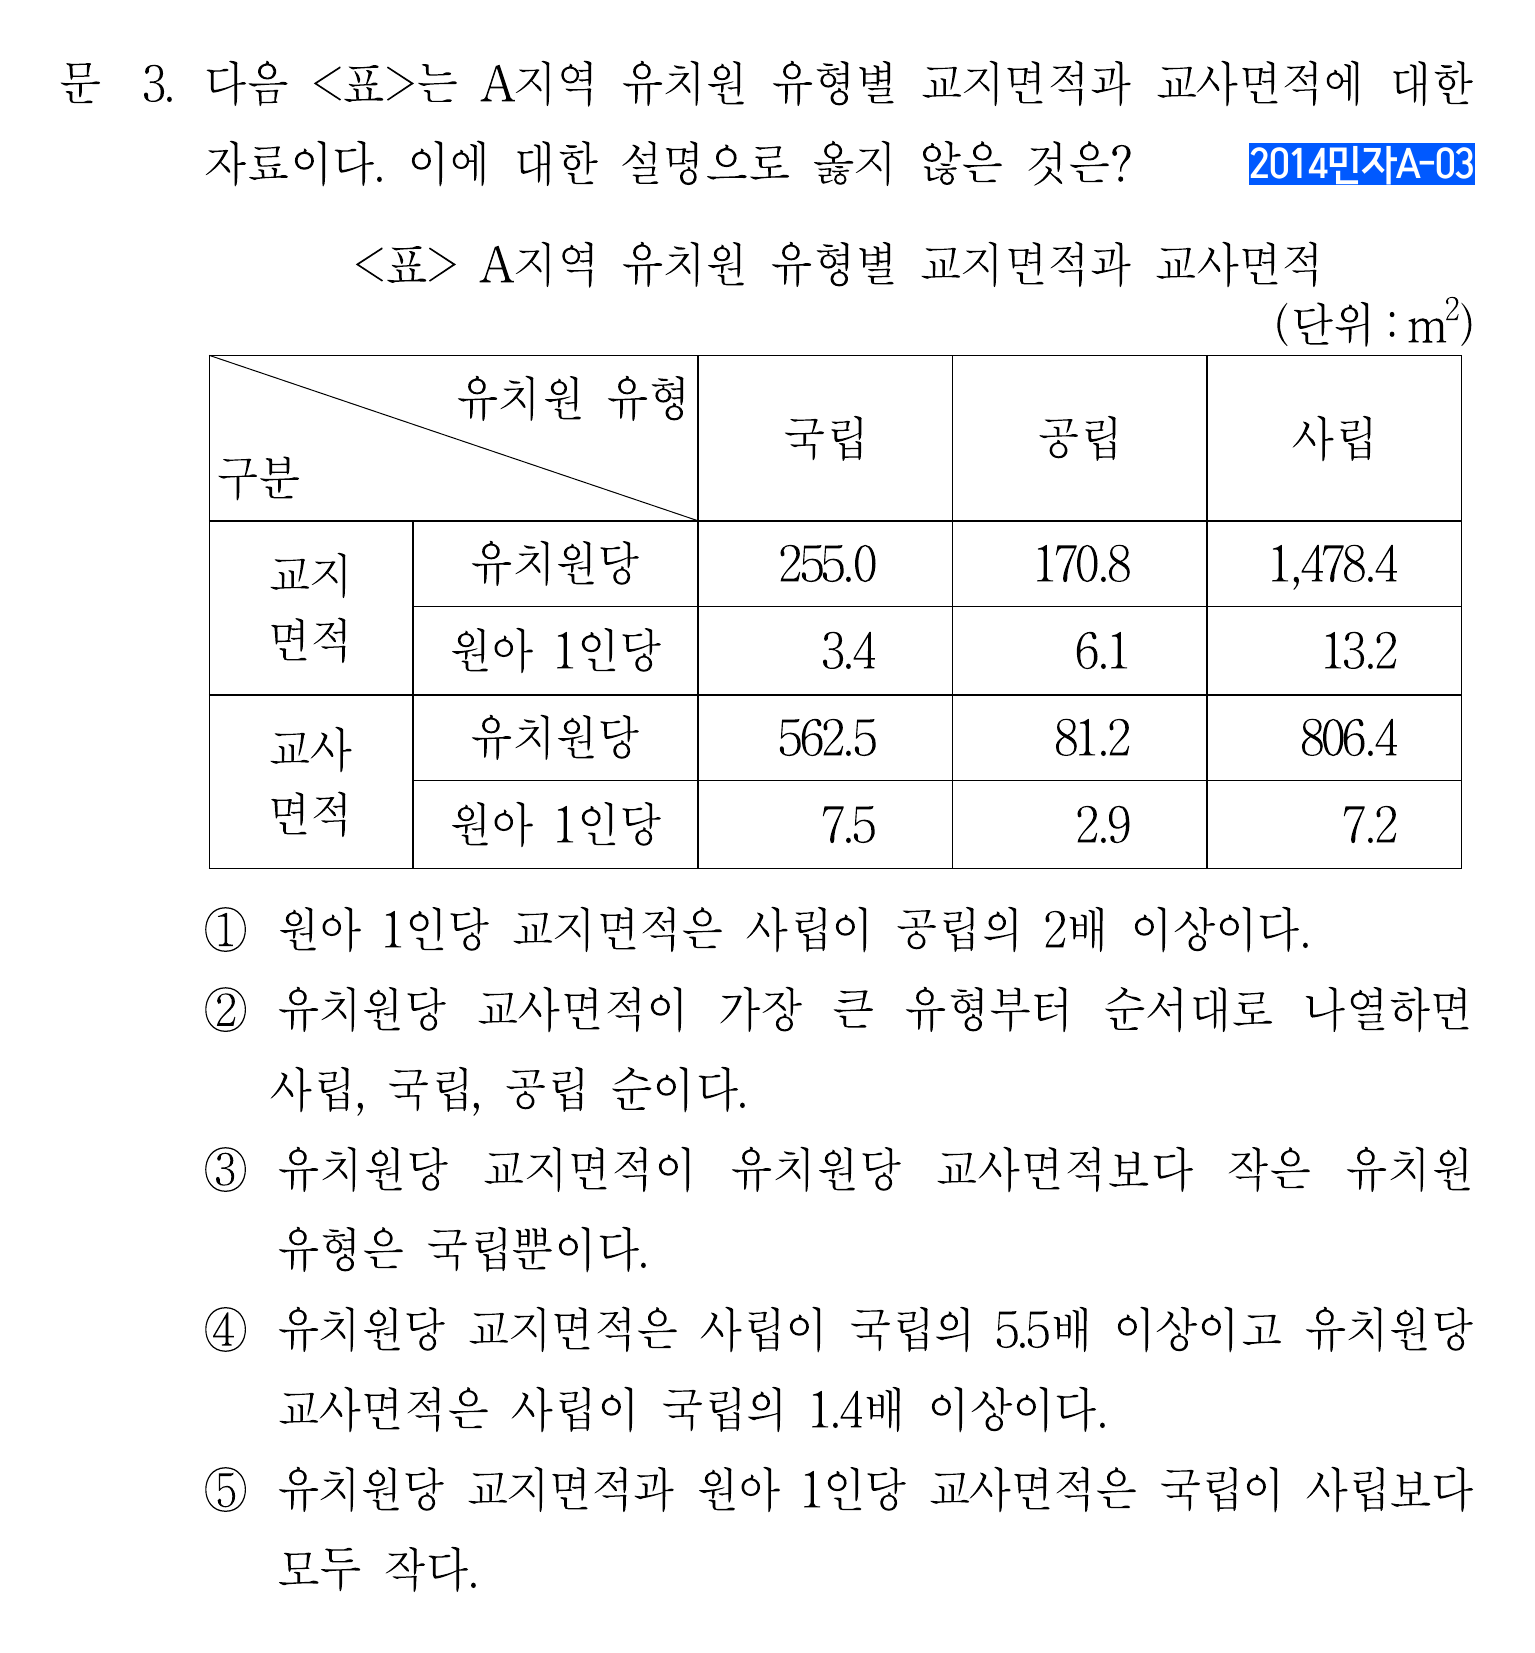 문 3. 다음 <표>는 A지역 유치원 유형별 교지면적과 교사면적에 대한
자료이다. 이에 대한 설명으로 옳지 않은 것은? 2014민자A-03
<표> A지역 유치원 유형별 교지면적과 교사면적
(단위 : m²)
유치원 유형
구분
국립 공립 사립
교지
면적
유치원당 255.0 170.8 1,478.4
원아 1인당 3.4 6.1 13.2
교사
면적
유치원당 562.5 81.2 806.4
원아 1인당 7.5 2.9 7.2
① 원아 1인당 교지면적은 사립이 공립의 2배 이상이다.
② 유치원당 교사면적이 가장 큰 유형부터 순서대로 나열하면
사립, 국립, 공립 순이다.
③ 유치원당 교지면적이 유치원당 교사면적보다 작은 유치원
유형은 국립뿐이다.
④ 유치원당 교지면적은 사립이 국립의 5.5배 이상이고 유치원당
교사면적은 사립이 국립의 1.4배 이상이다.
⑤ 유치원당 교지면적과 원아 1인당 교사면적은 국립이 사립보다
모두 작다.